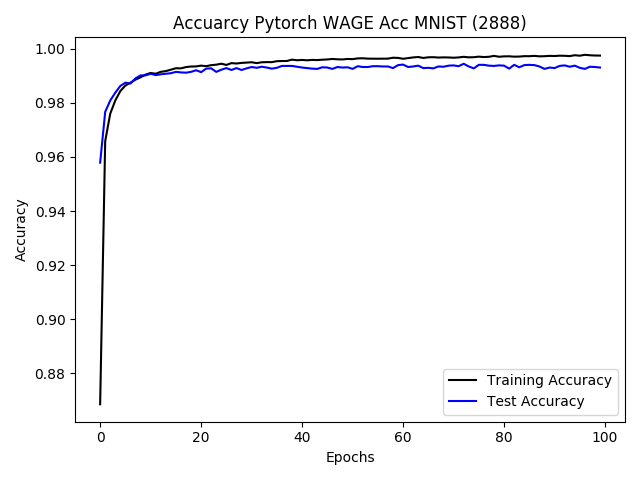 Accuarcy Pytorch WAGE Acc MNIST (2888)
1.00
0.98
0.96
0.94
0.92
0.90
0.88
Accuracy
Training Accuracy
Test Accuracy
0
20
40
60
80
100
Epochs